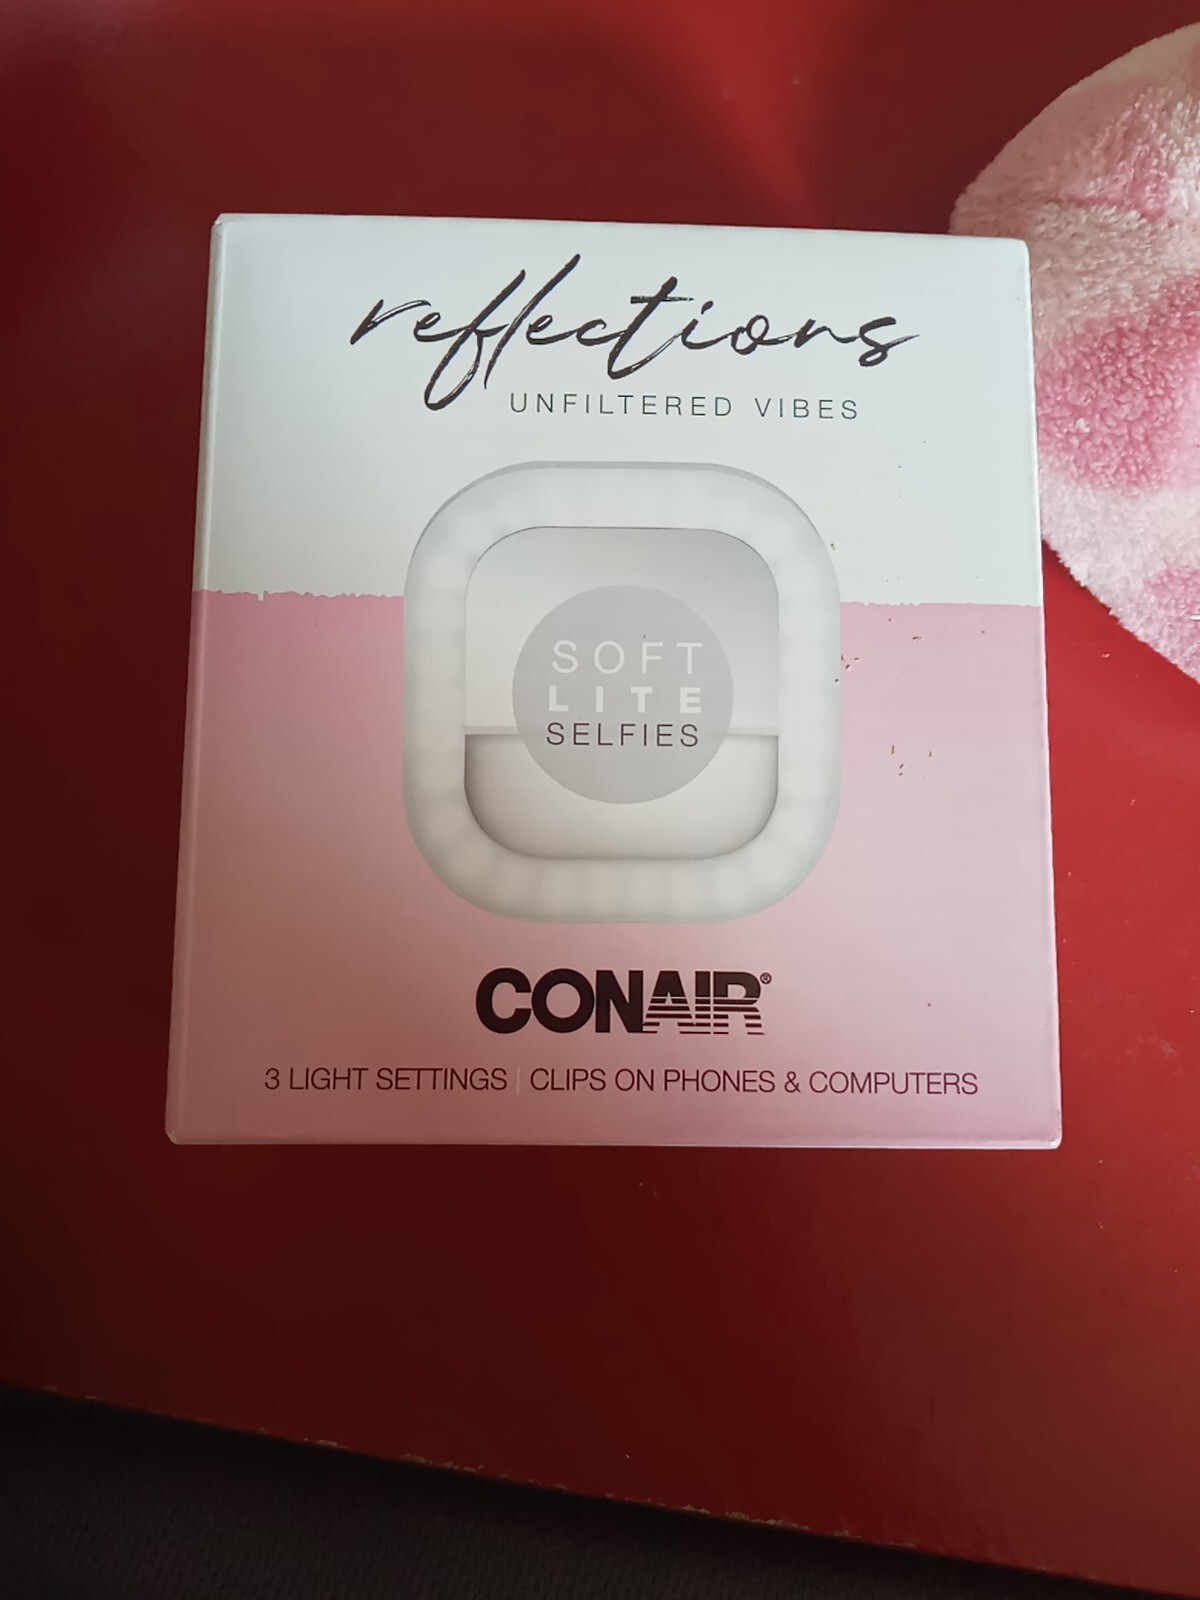 reflections
UNFILTERED VIBES
SOFT
LITE
SELFIES
CONAIR®
3 LIGHT SETTINGS | CLIPS ON PHONES & COMPUTERS